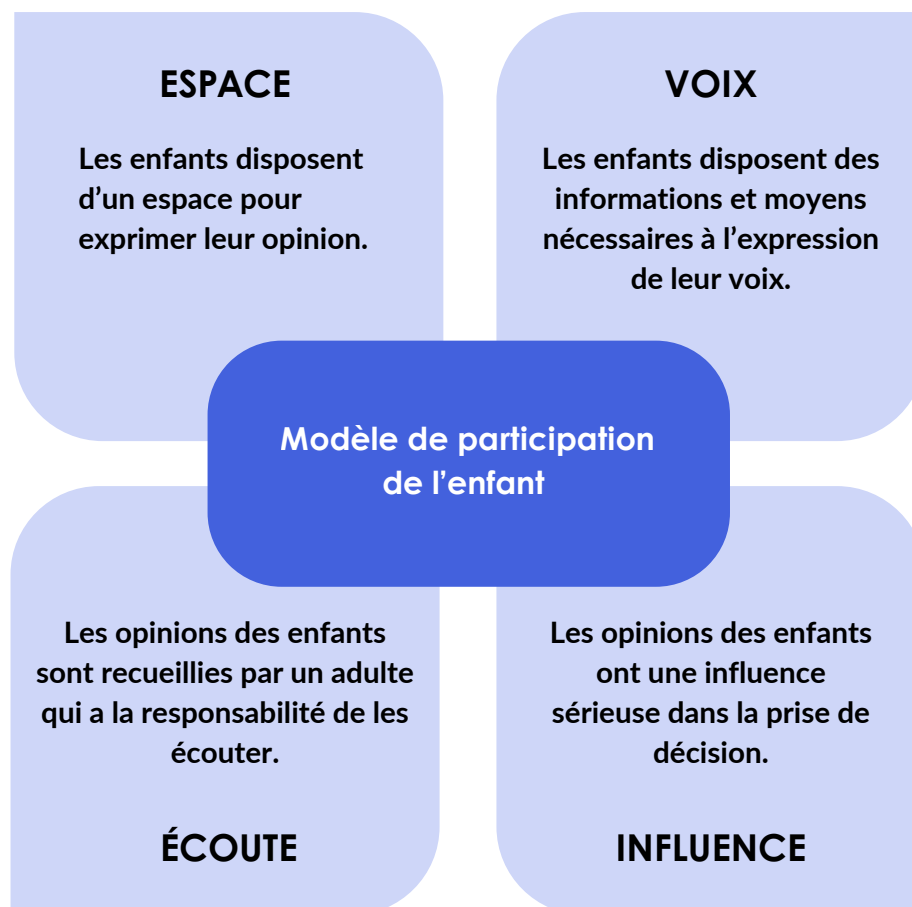 ESPACE
Les enfants disposent
d’un espace pour
exprimer leur opinion.
VOIX
Les enfants disposent des
informations et moyens
nécessaires à l’expression
de leur voix.
Modèle de participation
de l’enfant
Les opinions des enfants
sont recueillies par un adulte
qui a la responsabilité de les
écouter.
ÉCOUTE
Les opinions des enfants
ont une influence
sérieuse dans la prise de
décision.
INFLUENCE